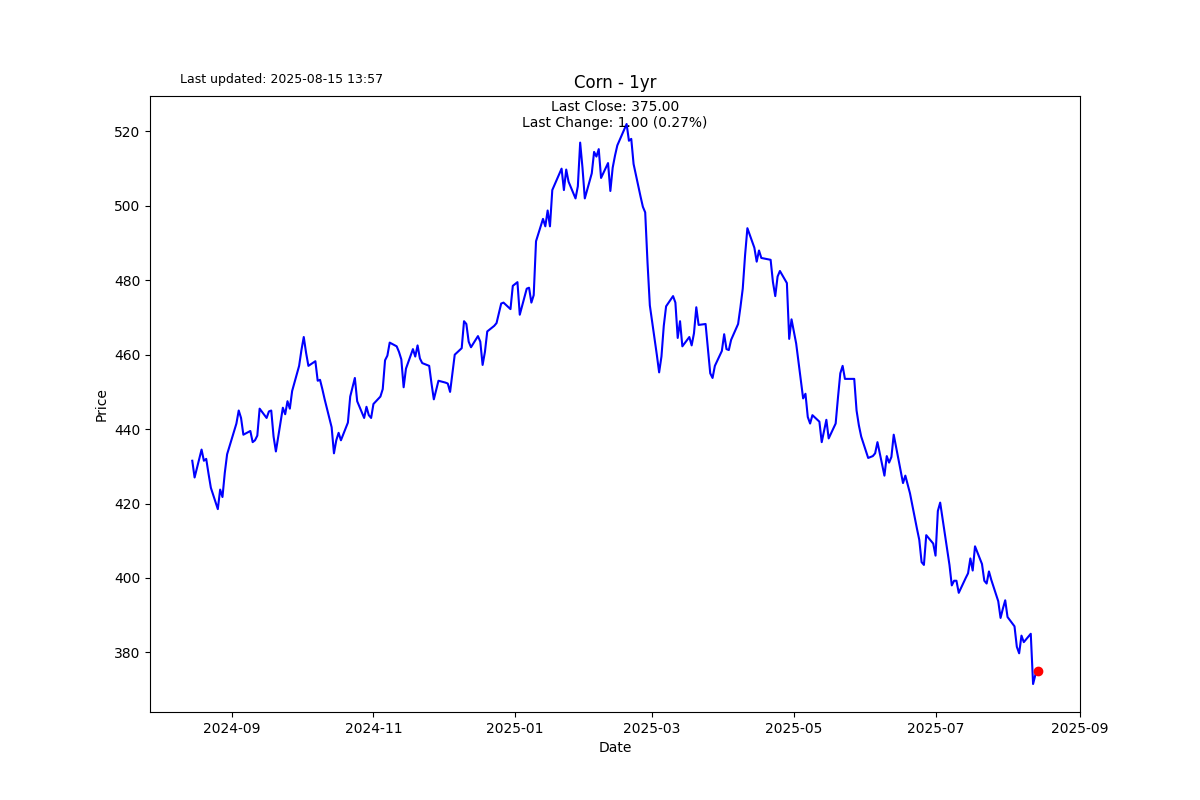 Last updated: 2025-08-15 13:57
Corn - 1yr
Last Close: 375.00
Last Change: 1.00 (0.27%)
520
500
480
460
440
420
400
380
Price
2024-09
2024-11
2025-01
2025-03
2025-05
2025-07
2025-09
Date